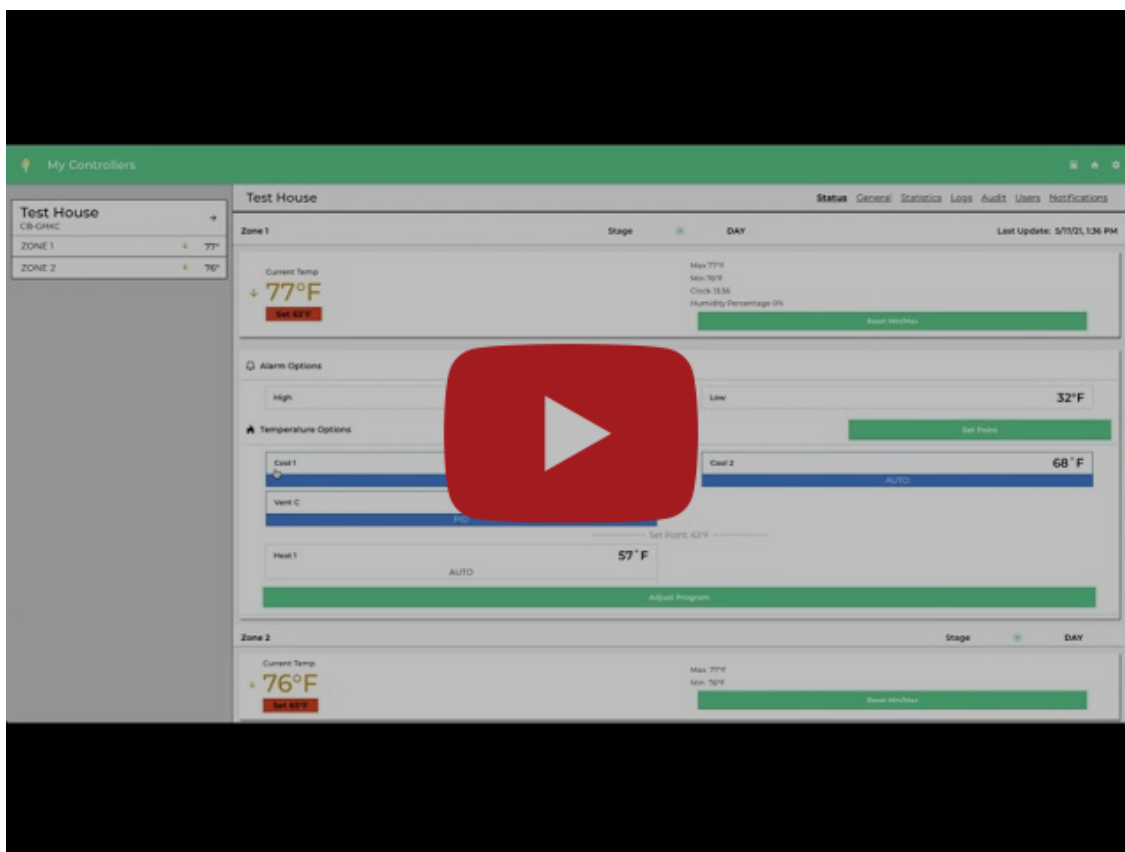 My Controllers
Test House
CB-GHKC
ZONE 1 77°
ZONE 2 76°
Test House
Status General Statistics Logs Audit Users Notifications
Zone 1 Stage DAY Last Update: 5/17/21, 1:36 PM
Current Temp
77°F
Set 63°F
Max 77°F
Min 76°F
Clock 13:36
Humidity Percentage 0%
Reset Min/Max
Alarm Options
High
Low 32°F
Temperature Options
Set Point
Cool 1
Cool 2 68°F
AUTO
Vent C
PID
Set Point: 63°F
Heat 1 57°F
AUTO
Adjust Program
Zone 2 Stage DAY
Current Temp
76°F
Max 77°F
Min 76°F
Reset Min/Max